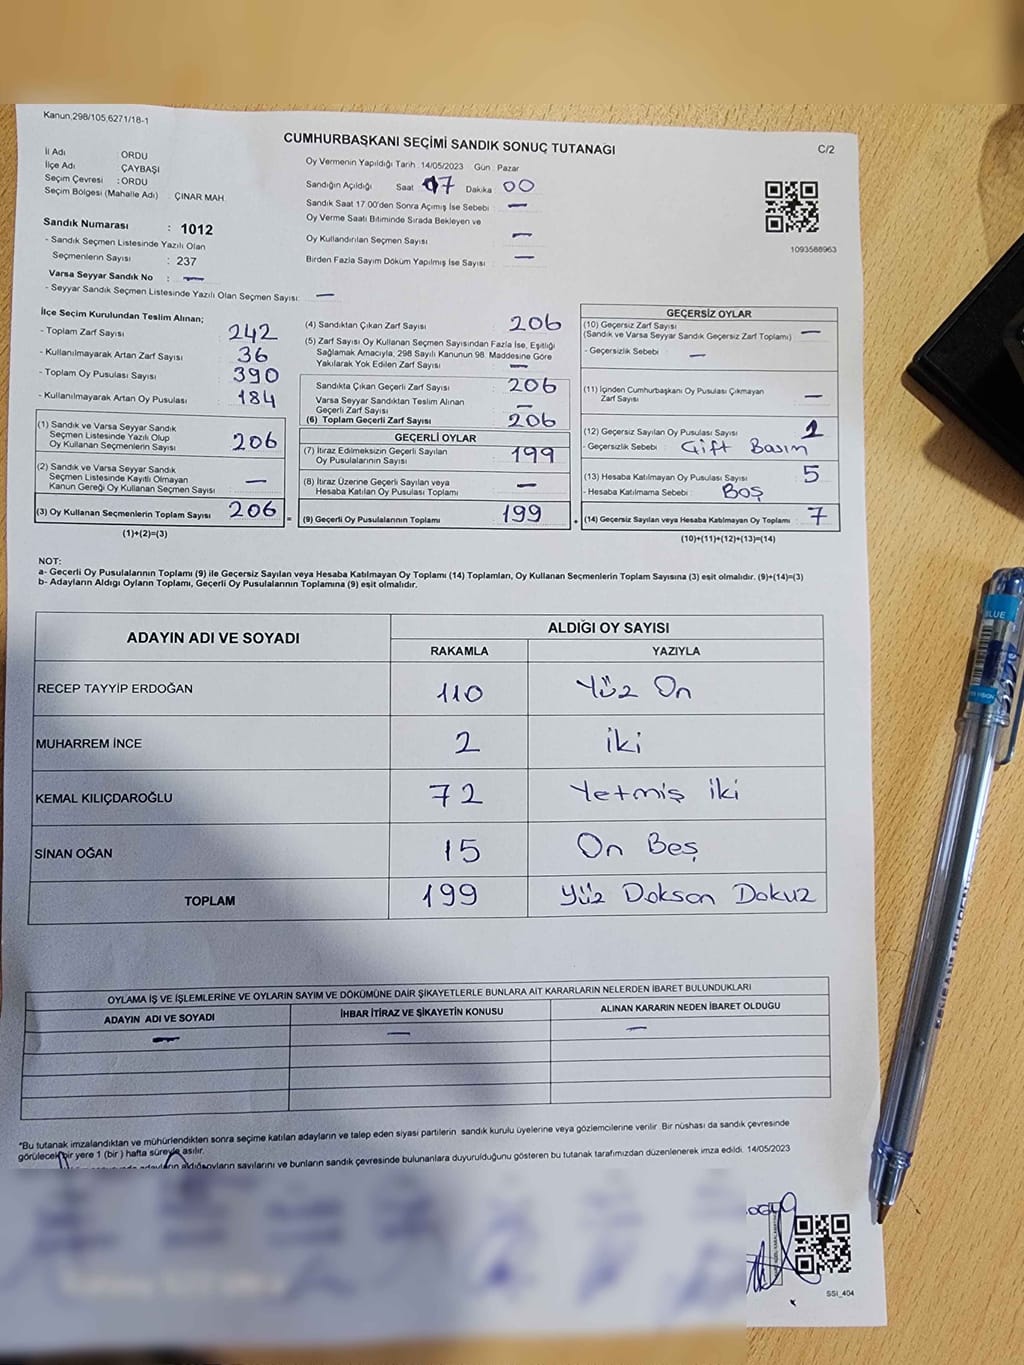 Kanun,298/105,6271/18-1
CUMHURBAŞKANI SEÇİMİ SANDIK SONUÇ TUTANAGI
C/2
İl Adı ORDU
İlçe Adı ÇAYBAŞI
Seçim Çevresi : ORDU
Seçim Bölgesi (Mahalle Adı) : ÇINAR MAH.
Sandık Numarası : 1012
- Sandık Seçmen Listesinde Yazılı Olan
Seçmenlerin Sayısı : 237
Varsa Seyyar Sandık No : —
- Seyyar Sandık Seçmen Listesinde Yazılı Olan Seçmen Sayısı: —
Oy Vermenin Yapıldığı Tarih : 14/05/2023 Gün : Pazar
Sandığın Açıldığı Saat 17 Dakika 00
Sandık Saat 17.00'den Sonra Açımış İse Sebebi : —
Oy Verme Saati Bitiminde Sırada Bekleyen ve
Oy Kullandırılan Seçmen Sayısı : —
Birden Fazla Sayım Döküm Yapılmış İse Sayısı : —
1093588963
İlçe Seçim Kurulundan Teslim Alınan;
- Toplam Zarf Sayısı : 242
- Kullanılmayarak Artan Zarf Sayısı : 36
- Toplam Oy Pusulası Sayısı : 390
- Kullanılmayarak Artan Oy Pusulası : 184
(1) Sandık ve Varsa Seyyar Sandık
Seçmen Listesinde Yazılı Olup
Oy Kullanan Seçmenlerin Sayısı : 206
(2) Sandık ve Varsa Seyyar Sandık
Seçmen Listesinde Kayıtlı Olmayan
Kanun Gereği Oy Kullanan Seçmen Sayısı : —
(3) Oy Kullanan Seçmenlerin Toplam Sayısı : 206
(1)+(2)=(3)
(4) Sandıktan Çıkan Zarf Sayısı : 206
(5) Zarf Sayısı Oy Kullanan Seçmen Sayısından Fazla İse, Eşitliği
Sağlamak Amacıyla, 298 Sayılı Kanunun 98. Maddesine Göre
Yakılarak Yok Edilen Zarf Sayısı : —
Sandıkta Çıkan Geçerli Zarf Sayısı : 206
Varsa Seyyar Sandıktan Teslim Alınan
Geçerli Zarf Sayısı : —
(6) Toplam Geçerli Zarf Sayısı : 206
GEÇERLİ OYLAR
(7) İtiraz Edilmeksizin Geçerli Sayılan
Oy Pusulalarının Sayısı : 199
(8) İtiraz Üzerine Geçerli Sayılan veya
Hesaba Katılan Oy Pusulası Toplamı : —
= (9) Geçerli Oy Pusulalarının Toplamı : 199 +
GEÇERSİZ OYLAR
(10) Geçersiz Zarf Sayısı
(Sandık ve Varsa Seyyar Sandık Geçersiz Zarf Toplamı) : —
- Geçersizlik Sebebi : —
(11) İçinden Cumhurbaşkanı Oy Pusulası Çıkmayan
Zarf Sayısı : —
(12) Geçersiz Sayılan Oy Pusulası Sayısı :
- Geçersizlik Sebebi : Çift Basım
(13) Hesaba Katılmayan Oy Pusulası Sayısı : 5
- Hesaba Katılmama Sebebi : Boş
(14) Geçersiz Sayılan veya Hesaba Katılmayan Oy Toplamı : 7
(10)+(11)+(12)+(13)=(14)
NOT:
a- Geçerli Oy Pusulalarının Toplamı (9) ile Geçersiz Sayılan veya Hesaba Katılmayan Oy Toplamı (14) Toplamları, Oy Kullanan Seçmenlerin Toplam Sayısına (3) eşit olmalıdır. (9)+(14)=(3)
b- Adayların Aldığı Oyların Toplamı, Geçerli Oy Pusulalarının Toplamına (9) eşit olmalıdır.
ADAYIN ADI VE SOYADI
ALDIĞI OY SAYISI
RAKAMLA YAZIYLA
RECEP TAYYİP ERDOĞAN 110 Yüz On
MUHARREM İNCE 2 iki
KEMAL KILIÇDAROĞLU 72 Yetmiş iki
SİNAN OĞAN 15 On Beş
TOPLAM 199 Yüz Doksan Dokuz
OYLAMA İŞ VE İŞLEMLERİNE VE OYLARIN SAYIM VE DÖKÜMÜNE DAİR ŞİKAYETLERLE BUNLARA AİT KARARLARIN NELERDEN İBARET BULUNDUKLARI
ADAYIN ADI VE SOYADI İHBAR İTİRAZ VE ŞİKAYETİN KONUSU ALINAN KARARIN NEDEN İBARET OLDUGU
— — —
*Bu tutanak imzalandıktan ve mühürlendikten sonra seçime katılan adayların ve talep eden siyasi partilerin sandık kurulu üyelerine veya gözlemcilerine verilir. Bir nüshası da sandık çevresinde
görülecek bir yere 1 (bir ) hafta süreyle asılır.
adayların aldığı oyların sayılarını ve bunların sandık çevresinde bulunanlara duyurulduğunu gösteren bu tutanak tarafımızdan düzenlenerek imza edildi. 14/05/2023
SSI_404
BLUE